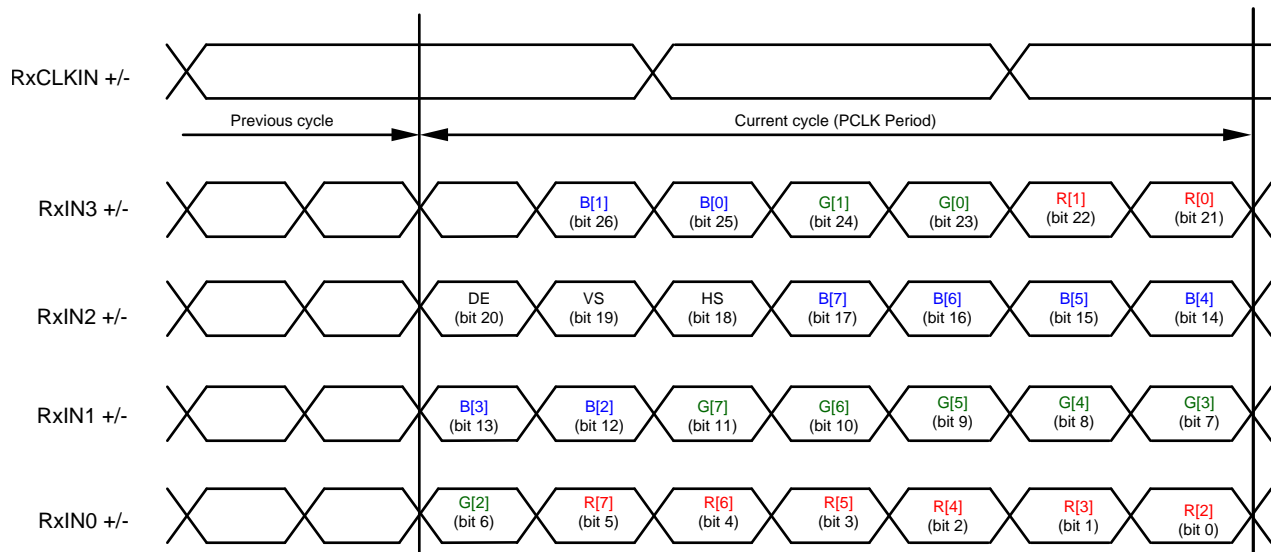 RxCLKIN +/-
Previous cycle
Current cycle (PCLK Period)
RxIN3 +/-
B[1] B[0] G[1] G[0] R[1] R[0]
(bit 26) (bit 25) (bit 24) (bit 23) (bit 22) (bit 21)
RxIN2 +/-
DE VS HS B[7] B[6] B[5] B[4]
(bit 20) (bit 19) (bit 18) (bit 17) (bit 16) (bit 15) (bit 14)
RxIN1 +/-
B[3] B[2] G[7] G[6] G[5] G[4] G[3]
(bit 13) (bit 12) (bit 11) (bit 10) (bit 9) (bit 8) (bit 7)
RxIN0 +/-
G[2] R[7] R[6] R[5] R[4] R[3] R[2]
(bit 6) (bit 5) (bit 4) (bit 3) (bit 2) (bit 1) (bit 0)